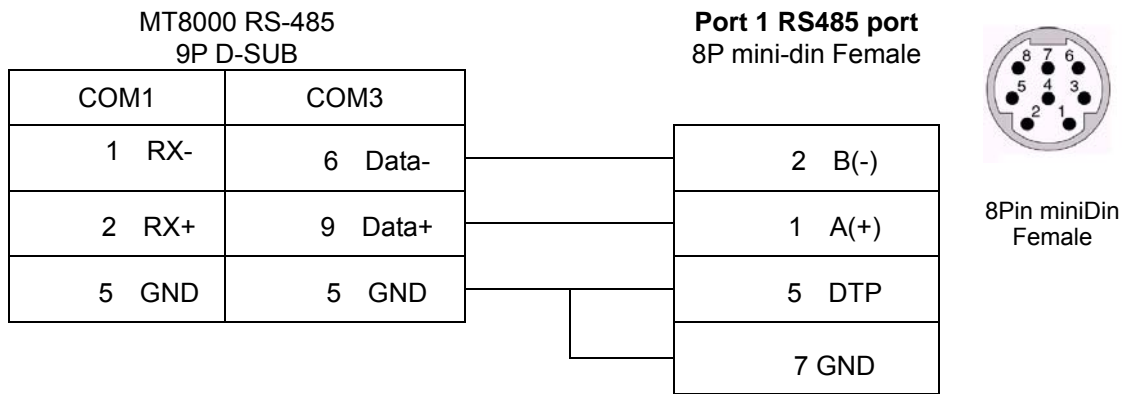 MT8000 RS-485
9P D-SUB
Port 1 RS485 port
8P mini-din Female
COM1 COM3
1 RX- 6 Data- 2 B(-)
2 RX+ 9 Data+ 1 A(+)
5 GND 5 GND 5 DTP
7 GND
8 7 6
5 4 3
2 1
8Pin miniDin
Female